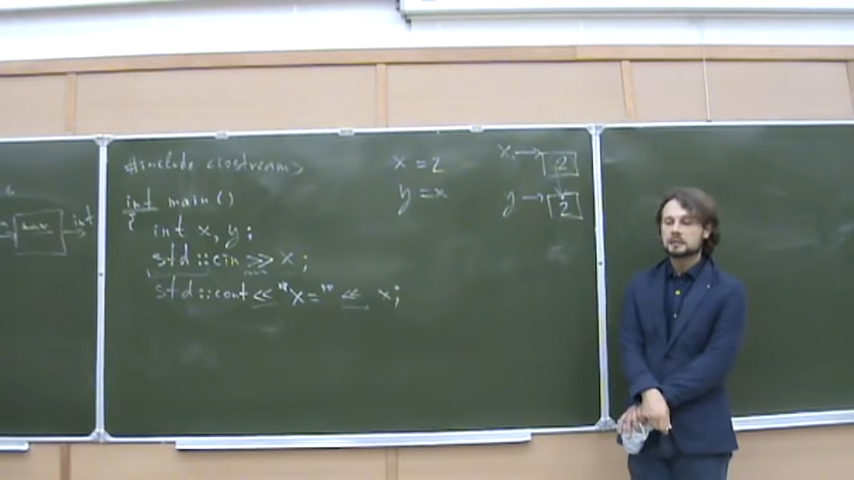 #include <iostream>
int main()
{
int x, y;
std::cin >> x;
std::cout << "X=" << x;
x = 2
y = x
x → 2
y → 2
int